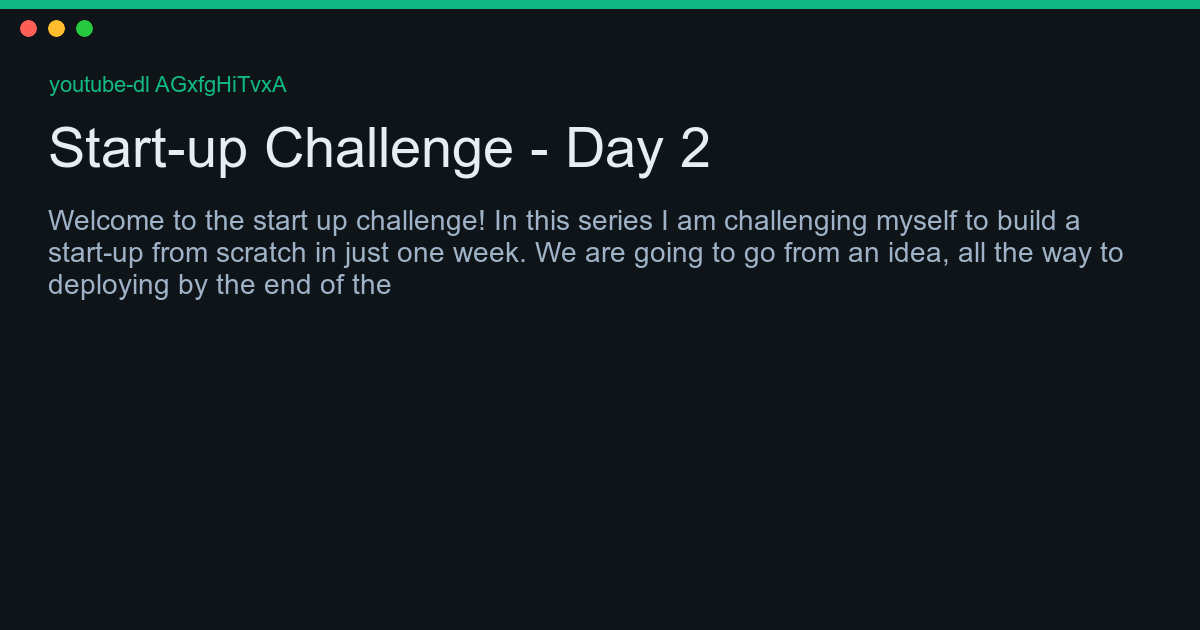 youtube-dl AGxfgHiTvxA
Start-up Challenge - Day 2
Welcome to the start up challenge! In this series I am challenging myself to build a
start-up from scratch in just one week. We are going to go from an idea, all the way to
deploying by the end of the